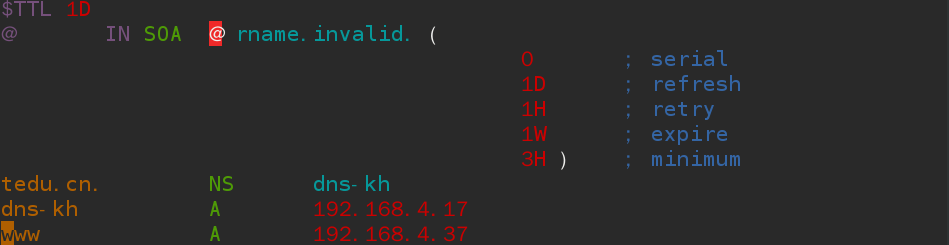 $TTL 1D
@ IN SOA @ rname.invalid. (
0 ; serial
1D ; refresh
1H ; retry
1W ; expire
3H ) ; minimum
tedu.cn. NS dns-kh
dns-kh A 192.168.4.17
www A 192.168.4.37